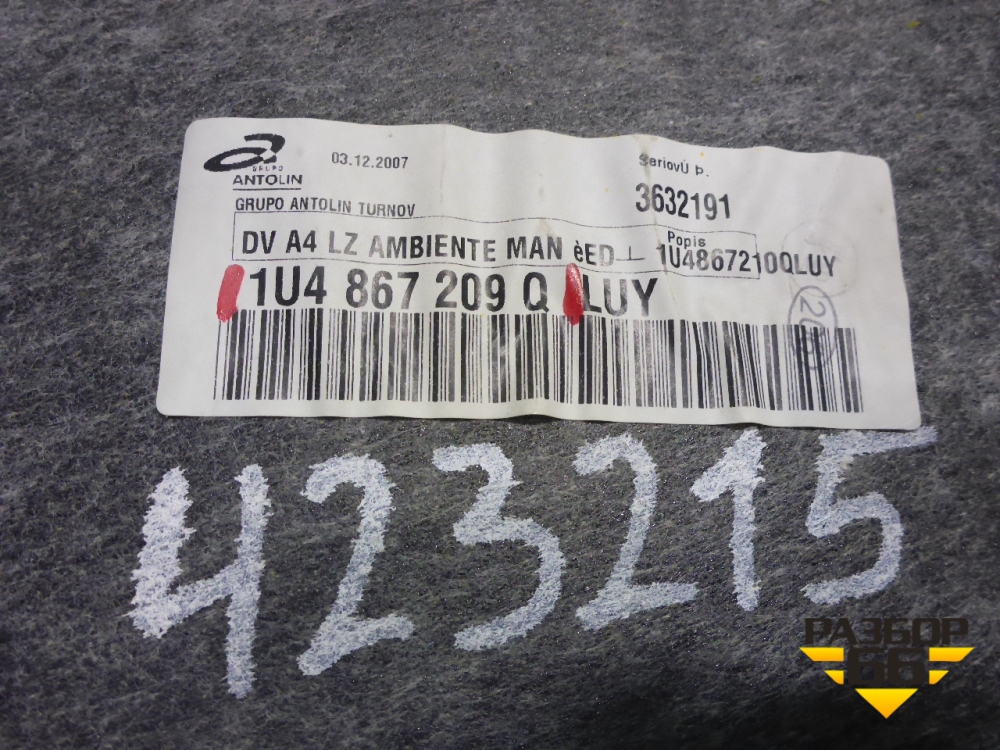 GRUPO
ANTOLIN
03.12.2007
SeriovÚ Þ.
3632191
GRUPO ANTOLIN TURNOV
DV A4 LZ AMBIENTE MAN èED
Popis
1U4867210QLUY
1U4 867 209 Q LUY
423215
РАЗБОР
66